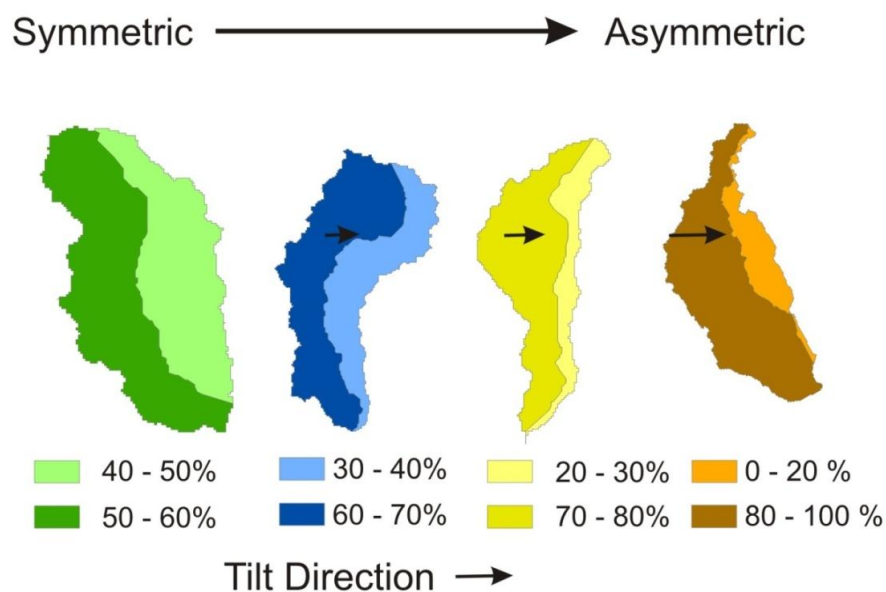 Symmetric Asymmetric
40 - 50% 30 - 40% 20 - 30% 0 - 20 %
50 - 60% 60 - 70% 70 - 80% 80 - 100 %
Tilt Direction